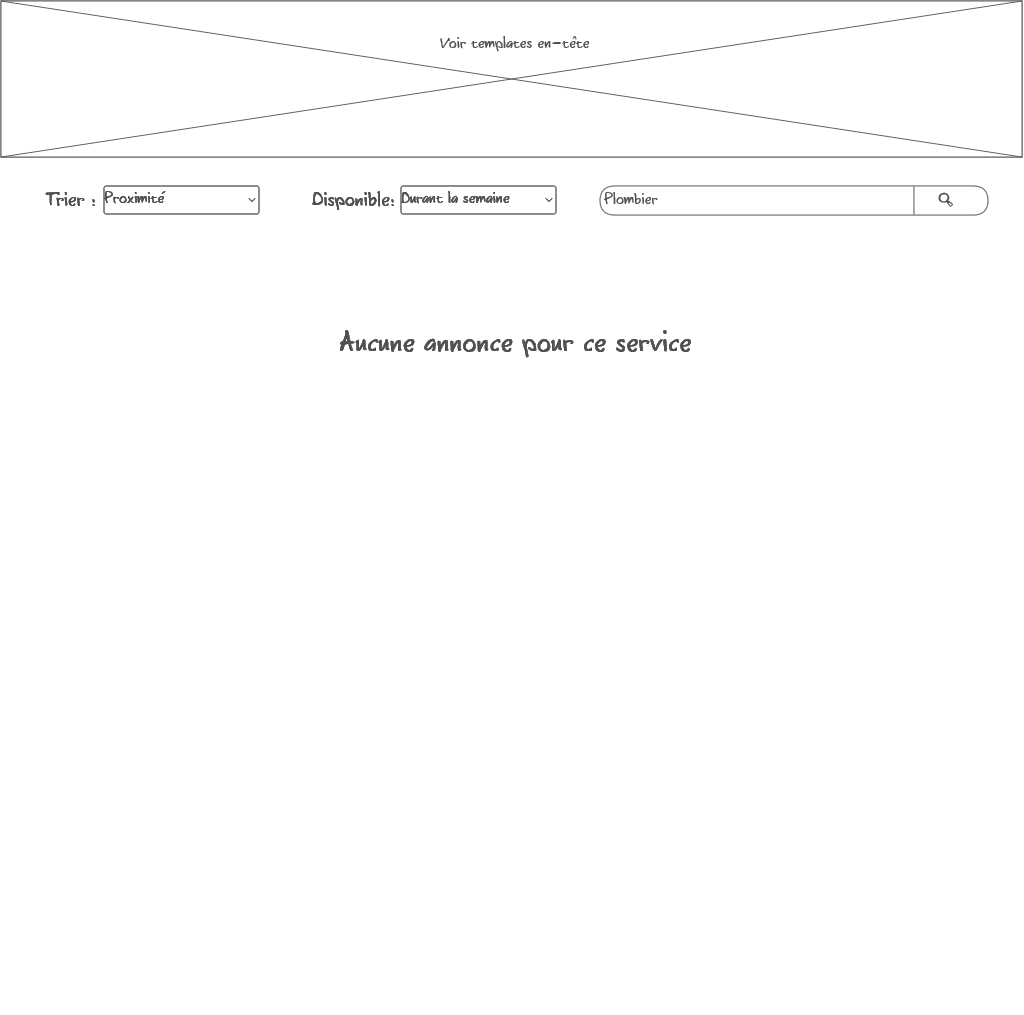 Voir templates en-tête
Trier : Proximité Disponible: Durant la semaine Plombier
Aucune annonce pour ce service